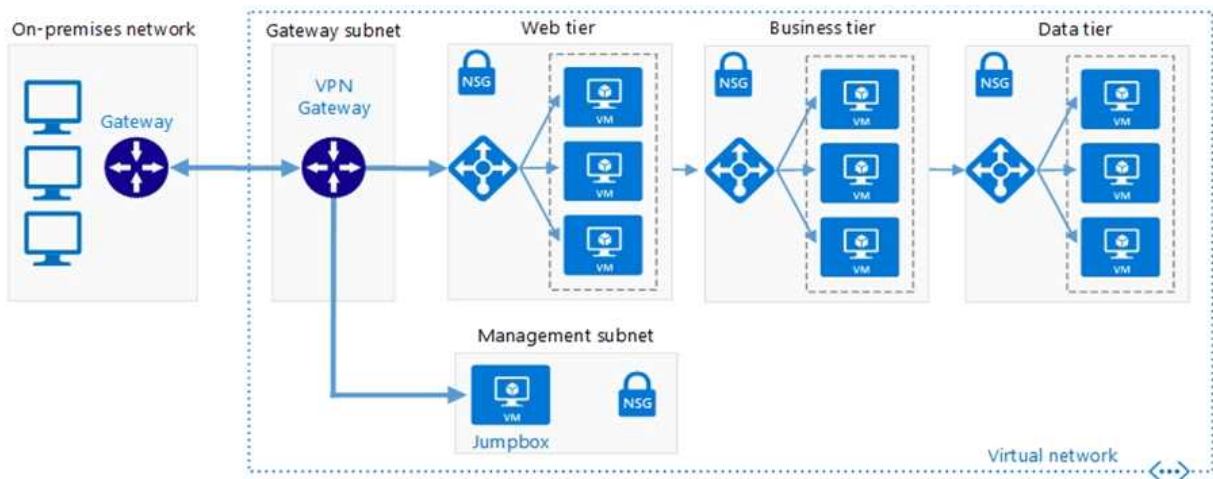 On-premises network
Gateway subnet
Web tier
Business tier
Data tier
NSG
NSG
NSG
VPN
Gateway
Gateway
VM
VM
VM
VM
VM
VM
VM
VM
VM
Management subnet
VM
NSG
Jumpbox
Virtual network